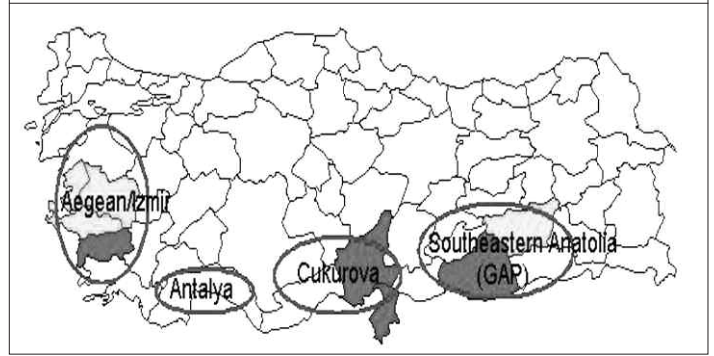 Aegean/Izmir
Southeastern Anatolia
(GAP)
Cukurova
Antalya